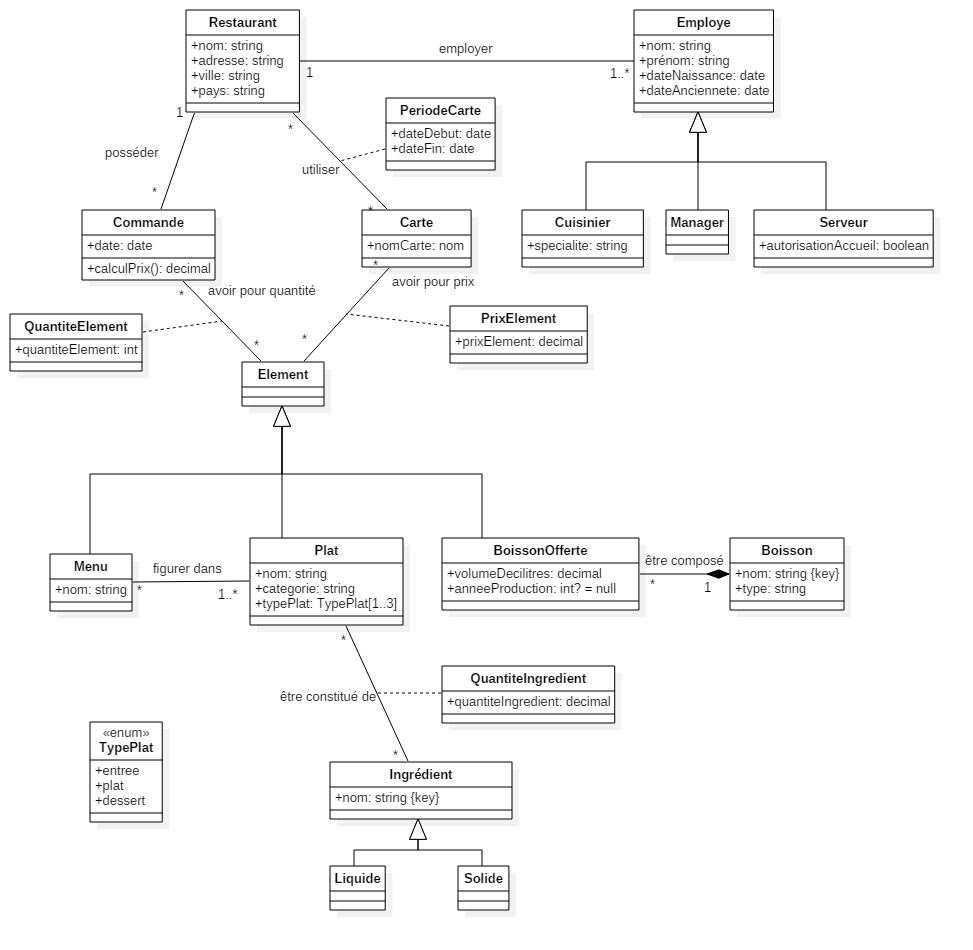 Restaurant
+nom: string
+adresse: string
+ville: string
+pays: string
employer
1
1..*
Employe
+nom: string
+prénom: string
+dateNaissance: date
+dateAnciennete: date
1
posséder
*
*
utiliser
*
PeriodeCarte
+dateDebut: date
+dateFin: date
Commande
+date: date
+calculPrix(): decimal
Carte
+nomCarte: nom
Cuisinier
+specialite: string
Manager
Serveur
+autorisationAccueil: boolean
*
avoir pour quantité
*
*
avoir pour prix
*
QuantiteElement
+quantiteElement: int
PrixElement
+prixElement: decimal
Element
Menu
+nom: string
*
figurer dans
1..*
Plat
+nom: string
+categorie: string
+typePlat: TypePlat[1..3]
BoissonOfferte
+volumeDecilitres: decimal
+anneeProduction: int? = null
être composé
*
1
Boisson
+nom: string {key}
+type: string
*
être constitué de
*
QuantiteIngredient
+quantiteIngredient: decimal
«enum»
TypePlat
+entree
+plat
+dessert
Ingrédient
+nom: string {key}
Liquide
Solide